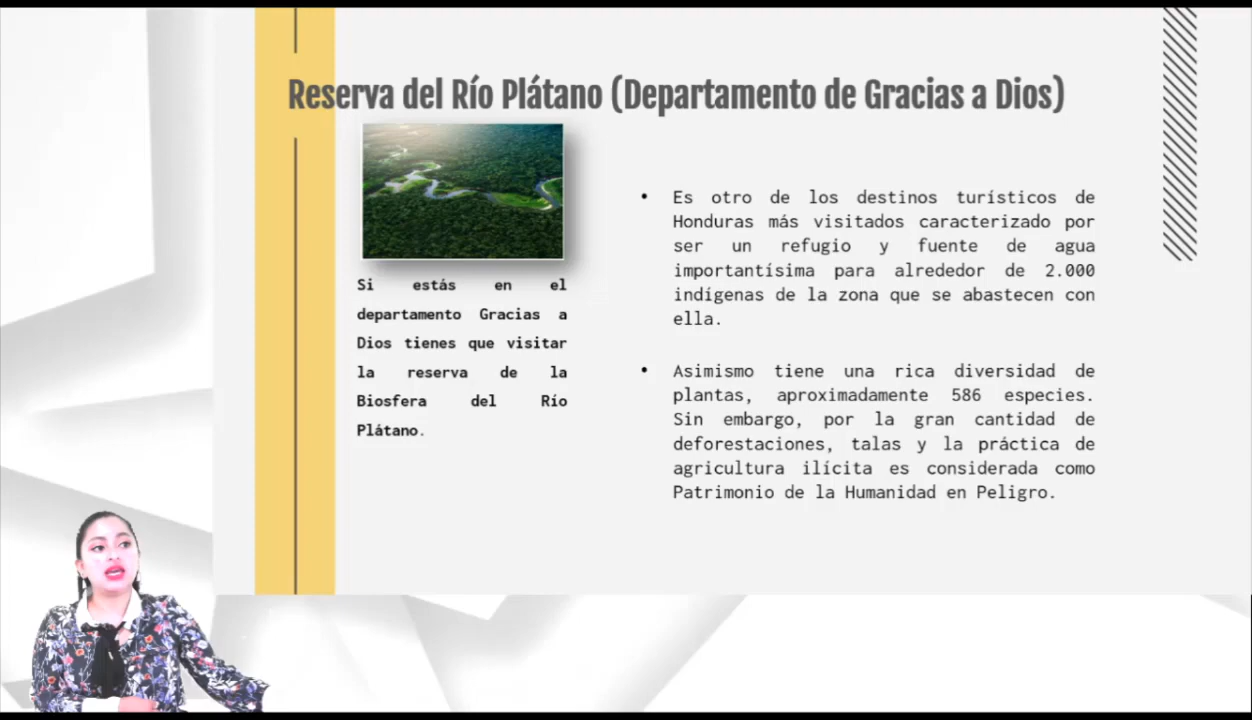 Reserva del Río Plátano (Departamento de Gracias a Dios)
Si estás en el
departamento Gracias a
Dios tienes que visitar
la reserva de la
Biosfera del Río
Plátano.
• Es otro de los destinos turísticos de
Honduras más visitados caracterizado por
ser un refugio y fuente de agua
importantísima para alrededor de 2.000
indígenas de la zona que se abastecen con
ella.
• Asimismo tiene una rica diversidad de
plantas, aproximadamente 586 especies.
Sin embargo, por la gran cantidad de
deforestaciones, talas y la práctica de
agricultura ilícita es considerada como
Patrimonio de la Humanidad en Peligro.